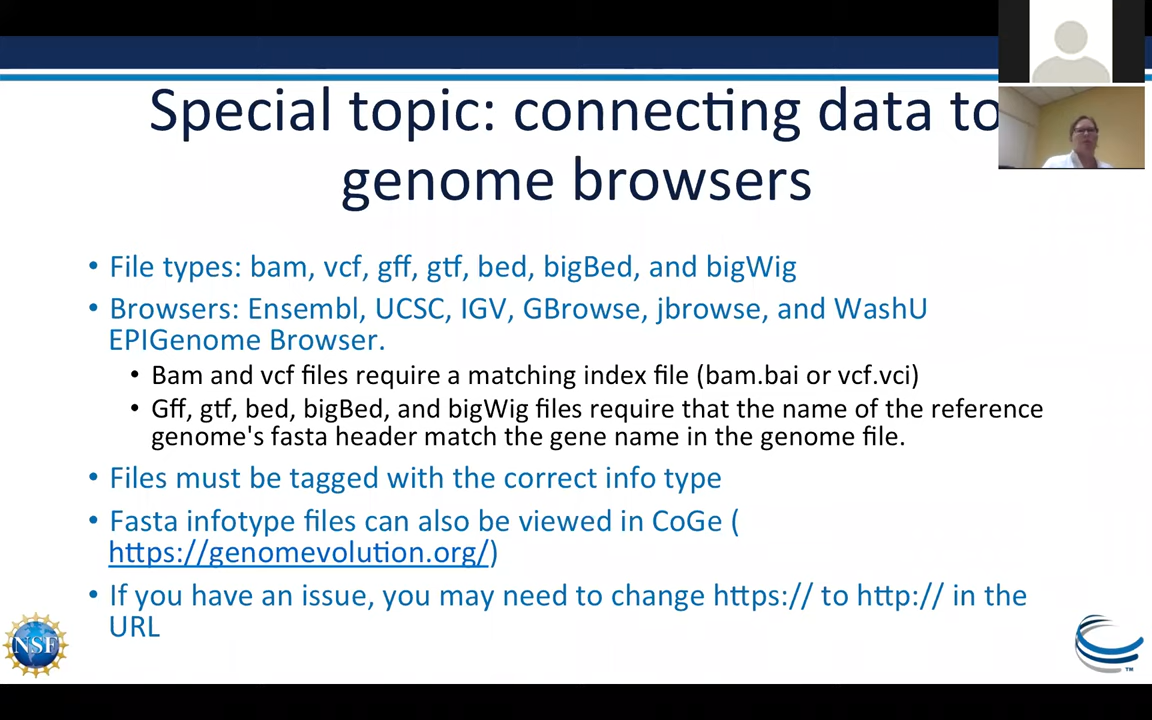 Special topic: connecting data to
genome browsers
• File types: bam, vcf, gff, gtf, bed, bigBed, and bigWig
• Browsers: Ensembl, UCSC, IGV, GBrowse, jbrowse, and WashU
EPIGenome Browser.
• Bam and vcf files require a matching index file (bam.bai or vcf.vci)
• Gff, gtf, bed, bigBed, and bigWig files require that the name of the reference
genome's fasta header match the gene name in the genome file.
• Files must be tagged with the correct info type
• Fasta infotype files can also be viewed in CoGe (
https://genomevolution.org/)
• If you have an issue, you may need to change https:// to http:// in the
URL
NSF
TM